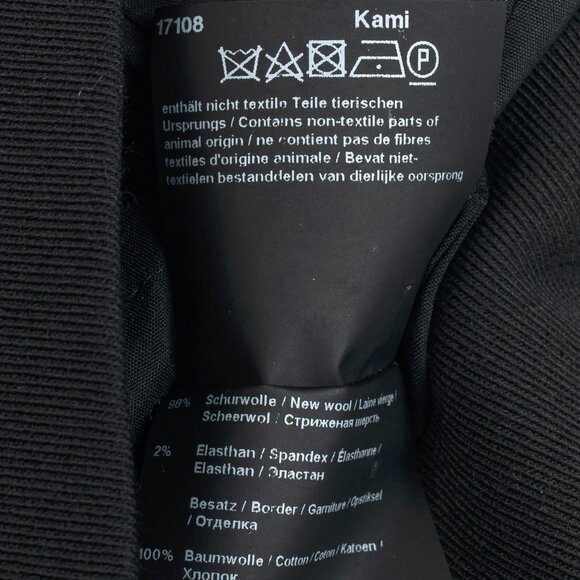 17108 Kami
P
enthält nicht textile Teile tierischen
Ursprungs / Contains non-textile parts of
animal origin / ne contient pas de fibres
textiles d'origine animale / Bevat niet-
textielen bestanddelen van dierlijke oorsprong
98% Schurwolle / New wool / Laine vierge /
Scheerwol / Стриженая шерсть
2% Elasthan / Spandex / Élasthanne /
Elasthan / Эластан
Besatz / Border / Garniture / Opstiksel
/ Отделка
100% Baumwolle / Cotton / Coton / Katoen /
Хлопок